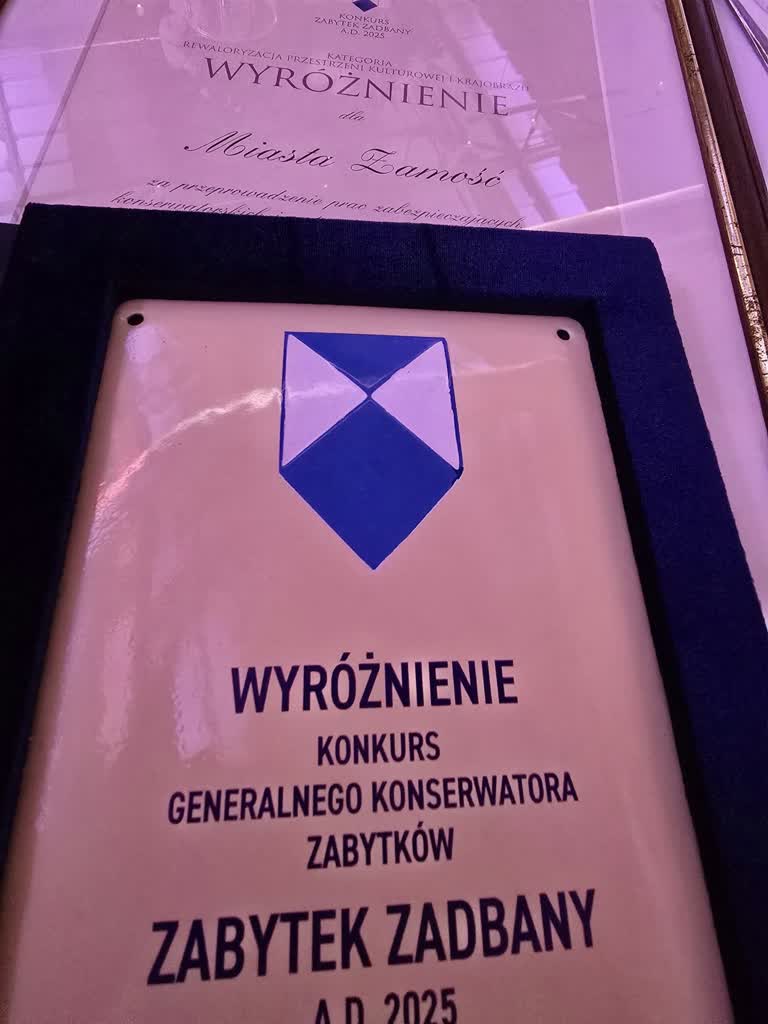 KONKURS
ZABYTEK ZADBANY
A.D. 2025
KATEGORIA
REWALORYZACJA PRZESTRZENI KULTUROWEJ I KRAJOBRAZU
WYRÓŻNIENIE
dla
Miasta Zamość
za przeprowadzenie prac zabezpieczających,
konserwatorskich i
WYRÓŻNIENIE
KONKURS
GENERALNEGO KONSERWATORA
ZABYTKÓW
ZABYTEK ZADBANY
A.D. 2025